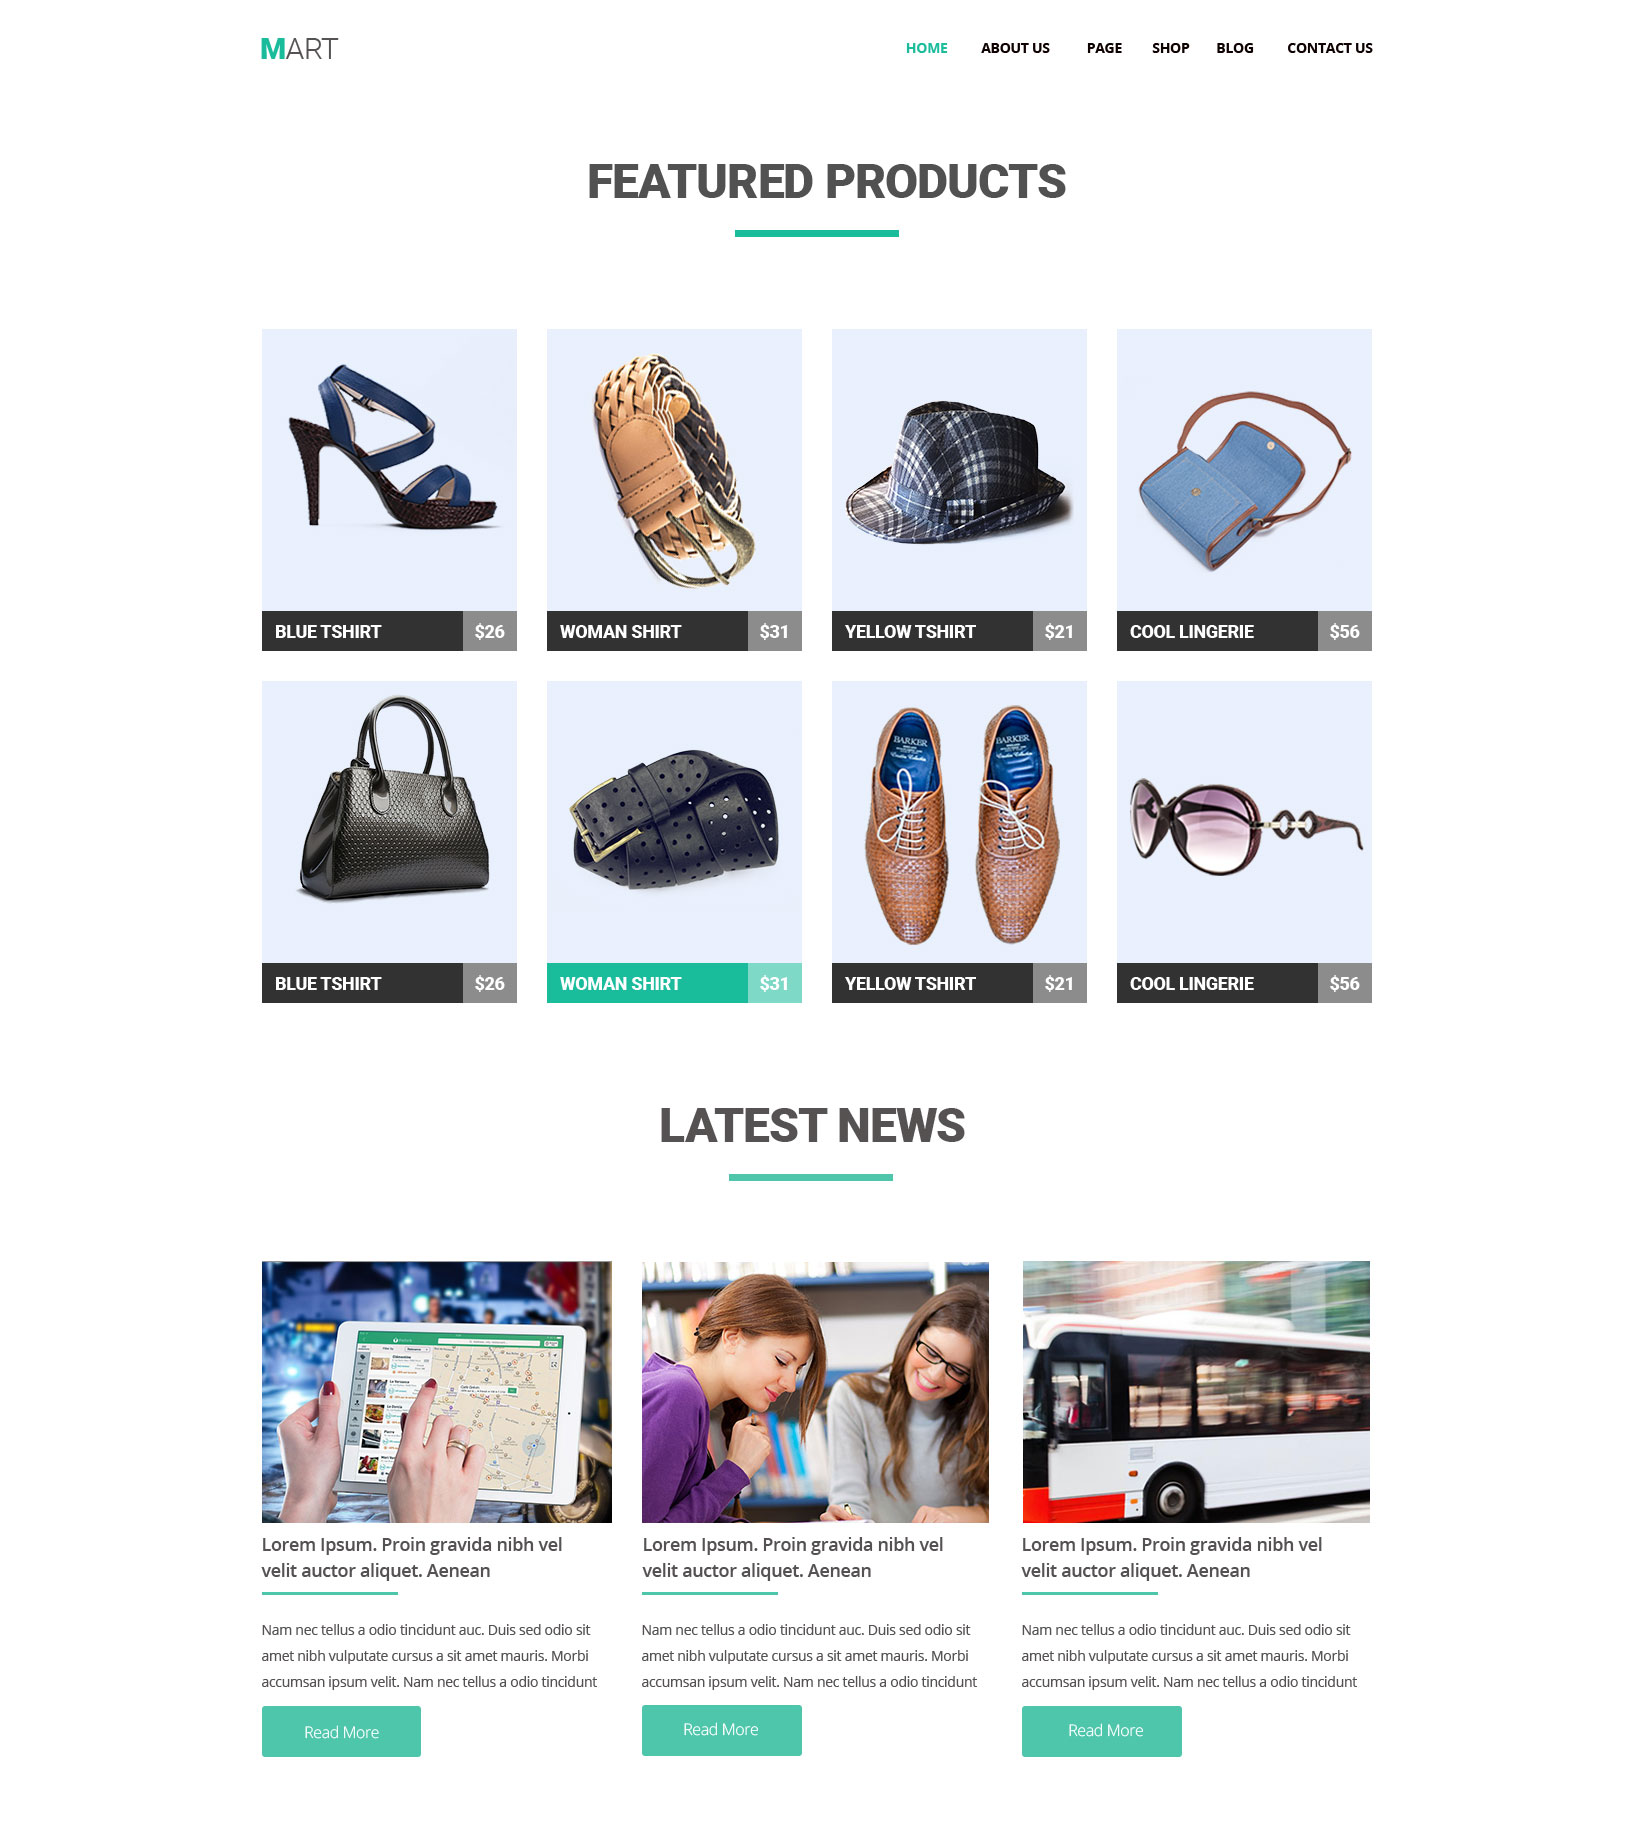 MART
HOME ABOUT US PAGE SHOP BLOG CONTACT US
FEATURED PRODUCTS
BLUE TSHIRT $26
WOMAN SHIRT $31
YELLOW TSHIRT $21
COOL LINGERIE $56
BARKER
BARKER
BLUE TSHIRT $26
WOMAN SHIRT $31
YELLOW TSHIRT $21
COOL LINGERIE $56
LATEST NEWS
Lorem Ipsum. Proin gravida nibh vel
velit auctor aliquet. Aenean
Nam nec tellus a odio tincidunt auc. Duis sed odio sit
amet nibh vulputate cursus a sit amet mauris. Morbi
accumsan ipsum velit. Nam nec tellus a odio tincidunt
Read More
Lorem Ipsum. Proin gravida nibh vel
velit auctor aliquet. Aenean
Nam nec tellus a odio tincidunt auc. Duis sed odio sit
amet nibh vulputate cursus a sit amet mauris. Morbi
accumsan ipsum velit. Nam nec tellus a odio tincidunt
Read More
Lorem Ipsum. Proin gravida nibh vel
velit auctor aliquet. Aenean
Nam nec tellus a odio tincidunt auc. Duis sed odio sit
amet nibh vulputate cursus a sit amet mauris. Morbi
accumsan ipsum velit. Nam nec tellus a odio tincidunt
Read More